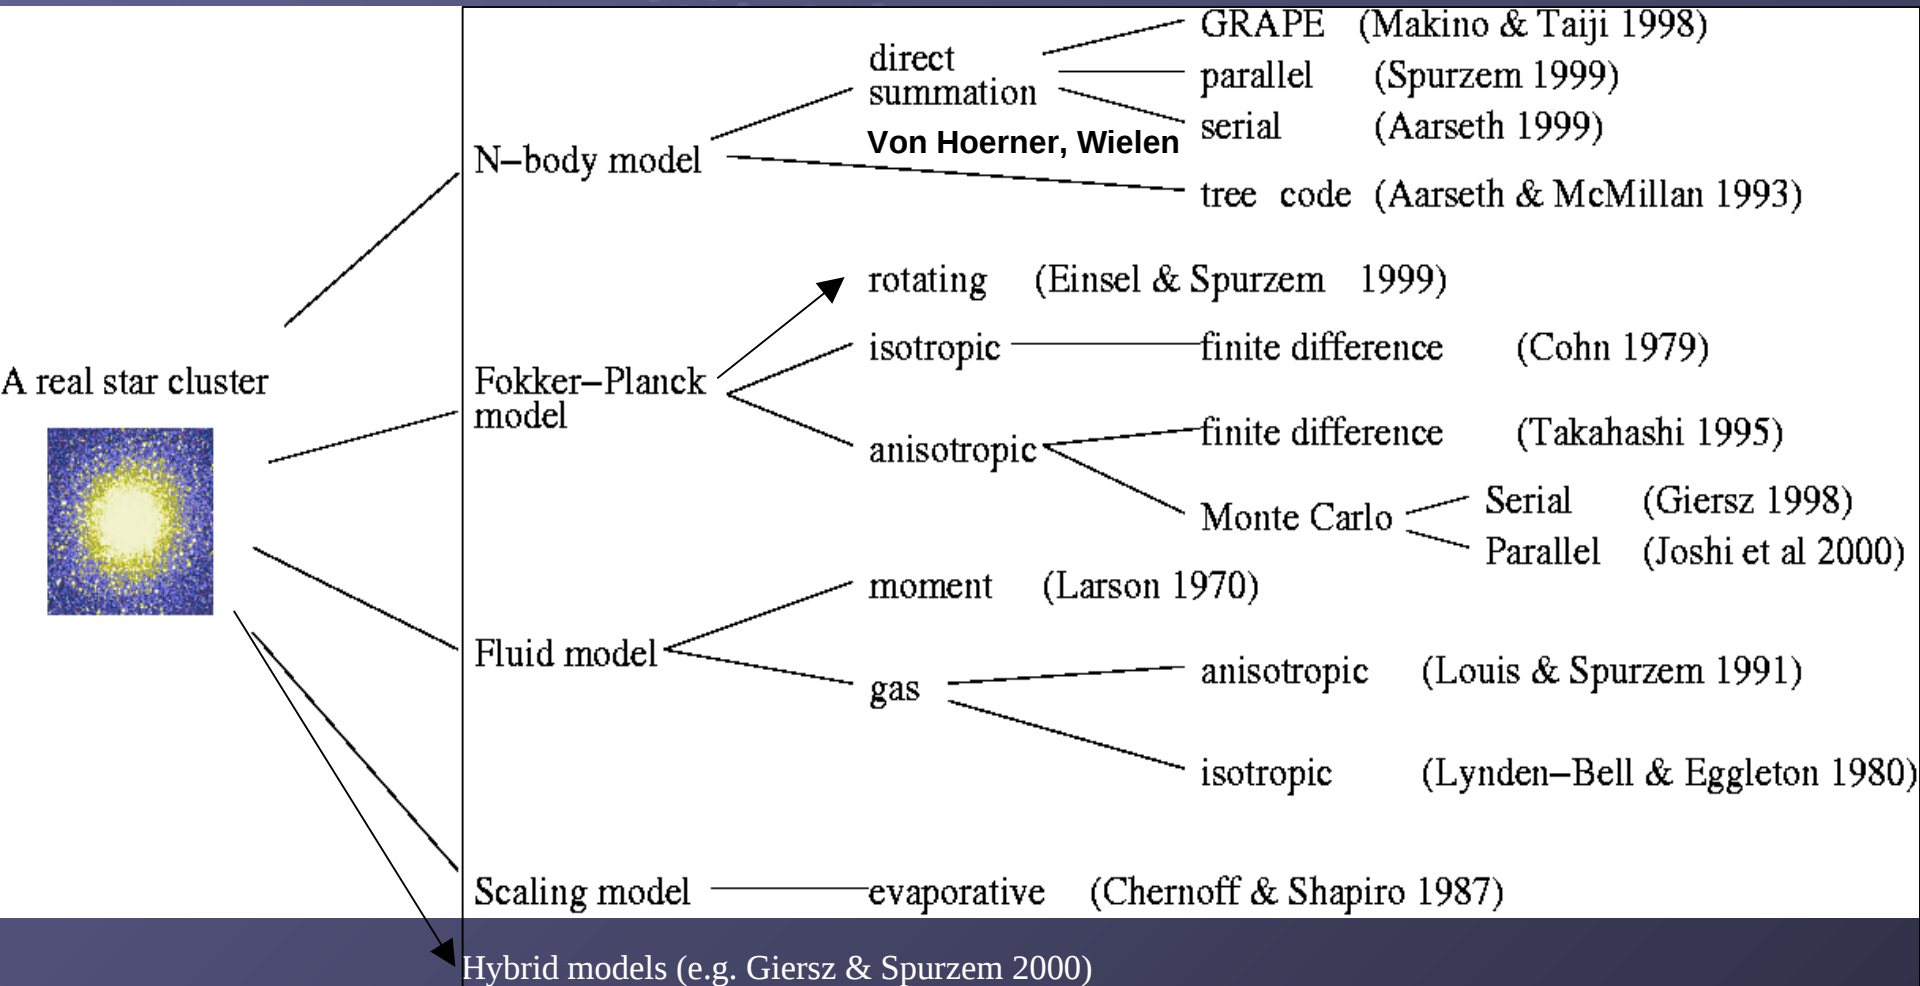 GRAPE (Makino & Taiji 1998)
direct
summation
parallel (Spurzem 1999)
serial (Aarseth 1999)
Von Hoerner, Wielen
N–body model
tree code (Aarseth & McMillan 1993)
rotating (Einsel & Spurzem 1999)
isotropic finite difference (Cohn 1979)
A real star cluster
Fokker–Planck
model
anisotropic
finite difference (Takahashi 1995)
Monte Carlo
Serial (Giersz 1998)
Parallel (Joshi et al 2000)
moment (Larson 1970)
Fluid model
gas
anisotropic (Louis & Spurzem 1991)
isotropic (Lynden–Bell & Eggleton 1980)
Scaling model evaporative (Chernoff & Shapiro 1987)
Hybrid models (e.g. Giersz & Spurzem 2000)